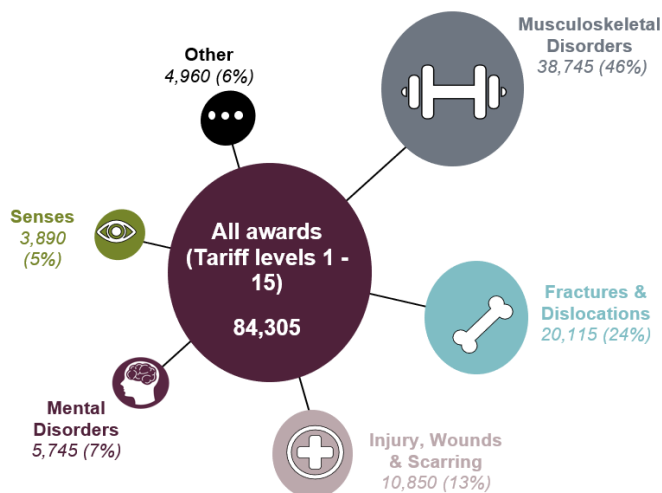 Musculoskeletal
Disorders
38,745 (46%)
Other
4,960 (6%)
Senses
3,890
(5%)
All awards
(Tariff levels 1 -
15)
84,305
Fractures &
Dislocations
20,115 (24%)
Mental
Disorders
5,745 (7%)
Injury, Wounds
& Scarring
10,850 (13%)